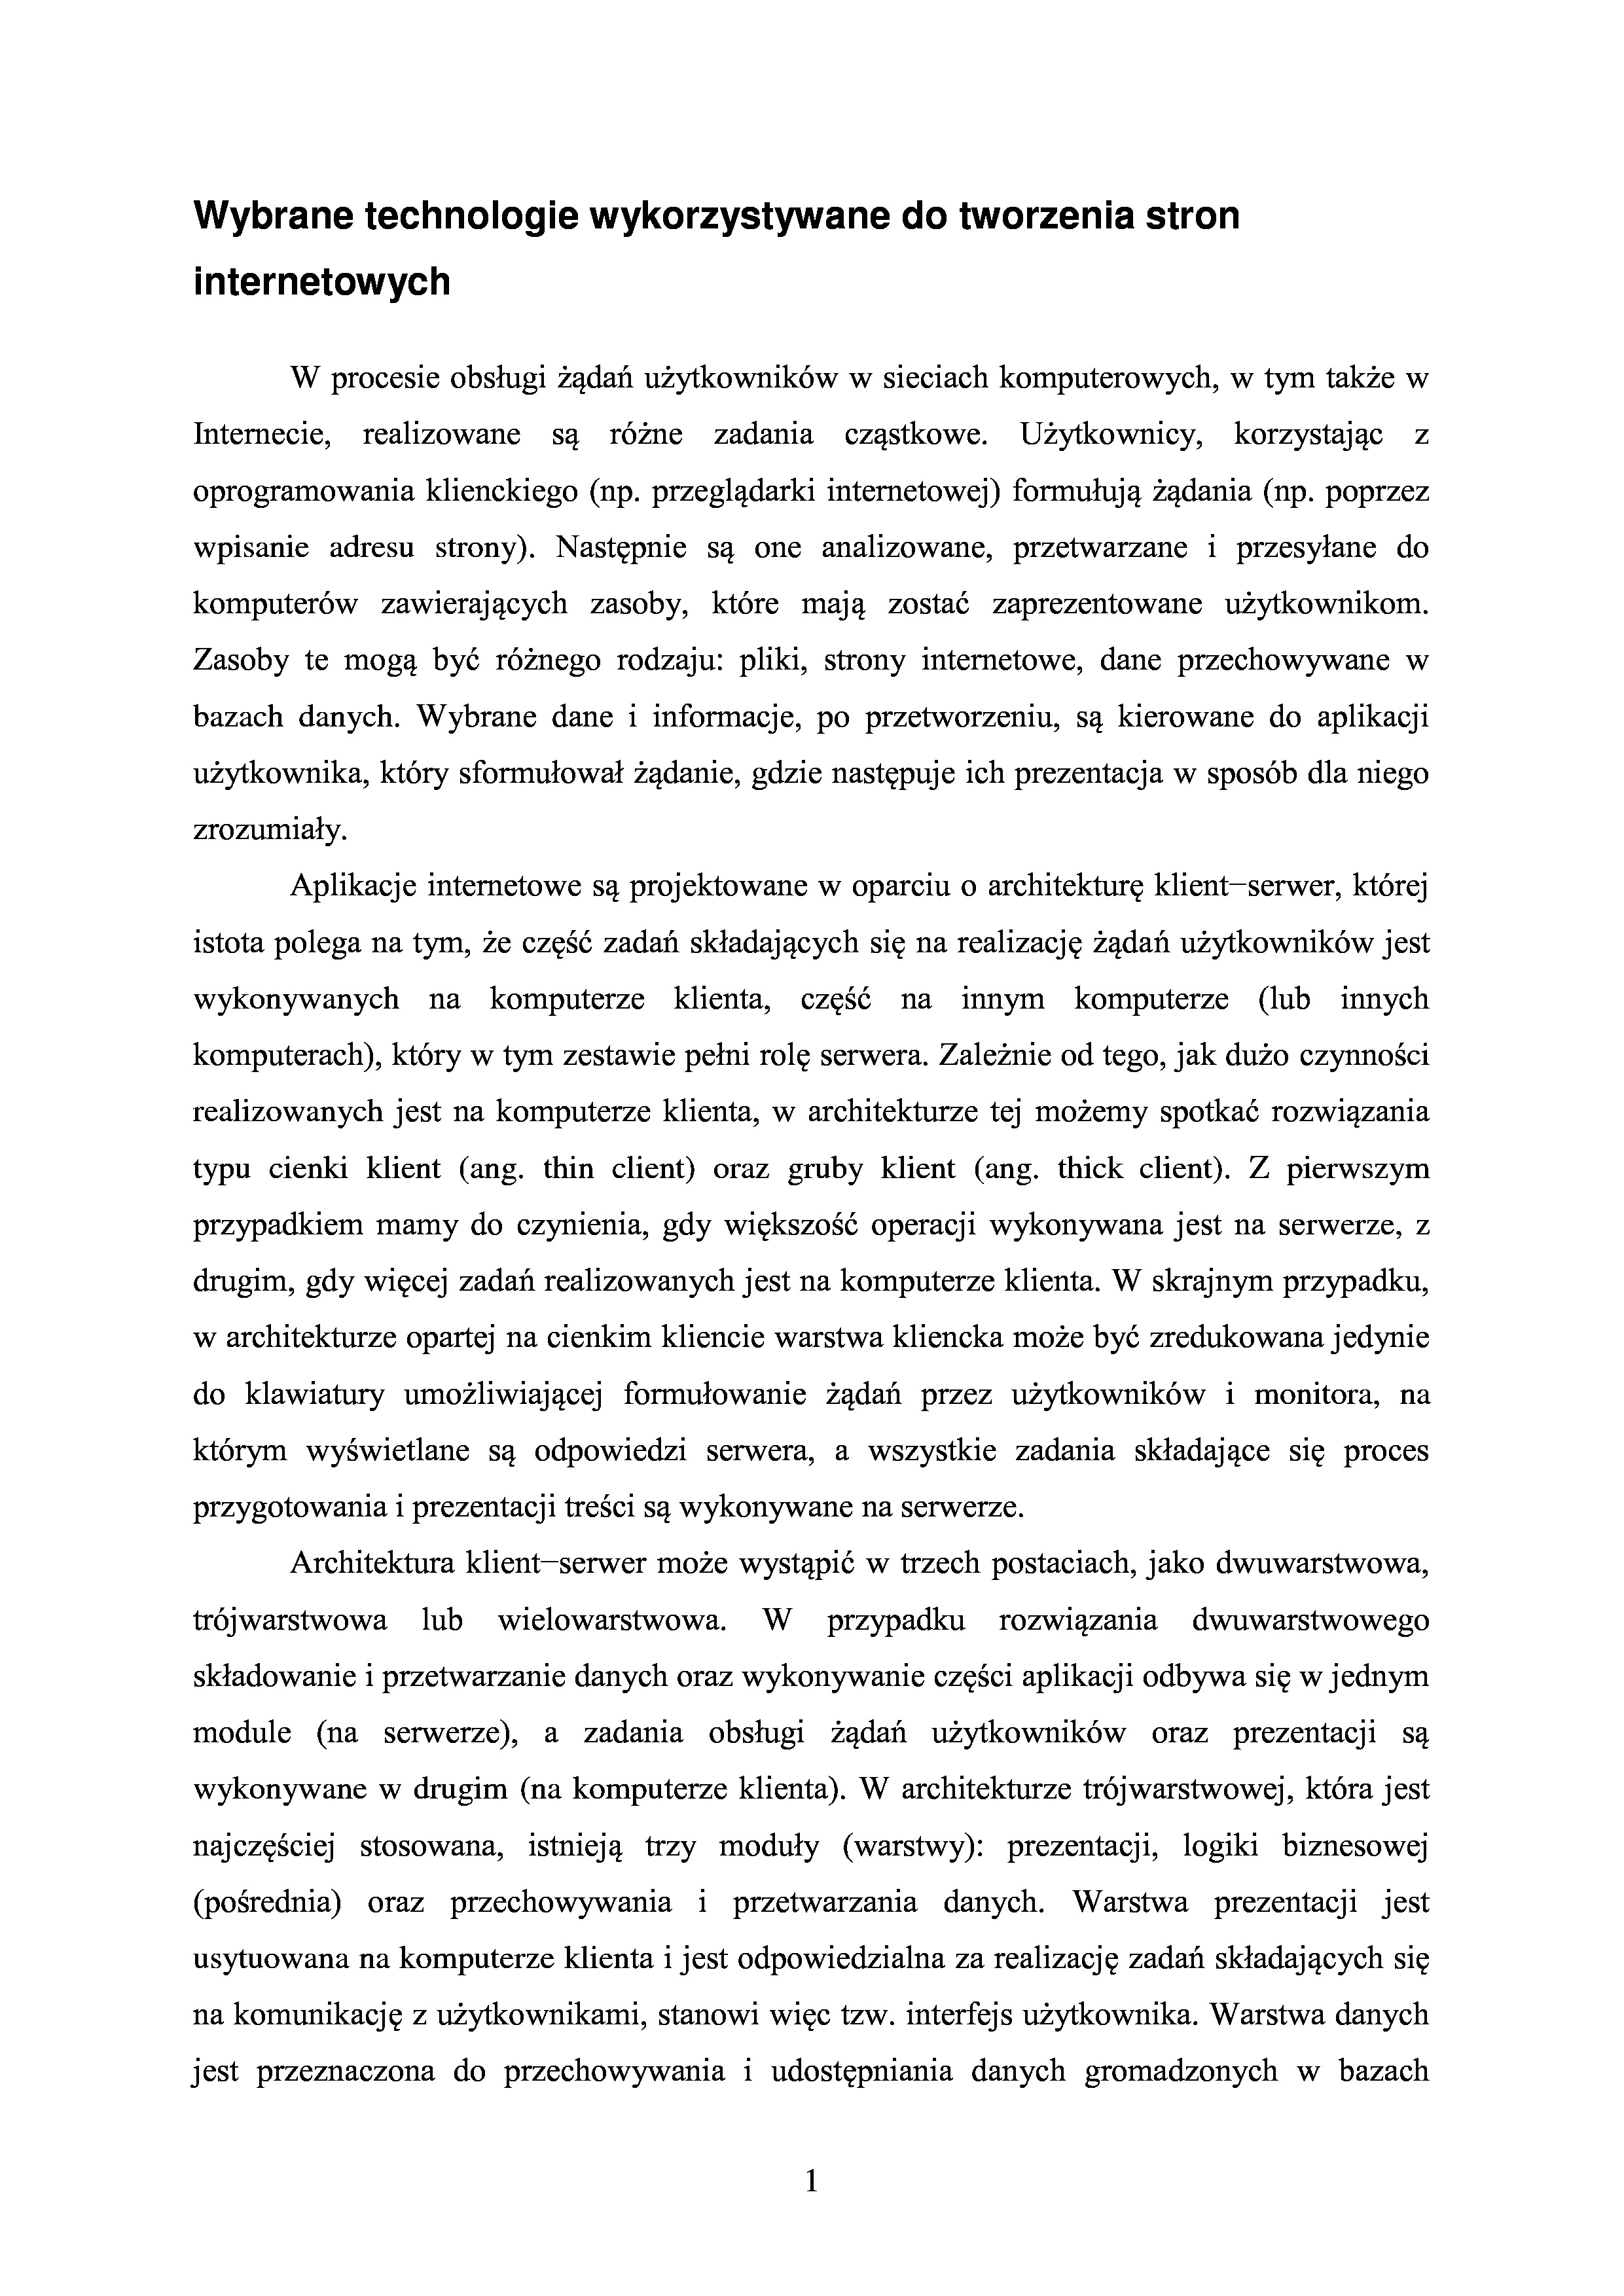 Wybrane technologie wykorzystywane do tworzenia stron
internetowych
W procesie obsługi żądań użytkowników w sieciach komputerowych, w tym także w
Internecie, realizowane są różne zadania cząstkowe. Użytkownicy, korzystając z
oprogramowania klienckiego (np. przeglądarki internetowej) formułują żądania (np. poprzez
wpisanie adresu strony). Następnie są one analizowane, przetwarzane i przesyłane do
komputerów zawierających zasoby, które mają zostać zaprezentowane użytkownikom.
Zasoby te mogą być różnego rodzaju: pliki, strony internetowe, dane przechowywane w
bazach danych. Wybrane dane i informacje, po przetworzeniu, są kierowane do aplikacji
użytkownika, który sformułował żądanie, gdzie następuje ich prezentacja w sposób dla niego
zrozumiały.
Aplikacje internetowe są projektowane w oparciu o architekturę klient–serwer, której
istota polega na tym, że część zadań składających się na realizację żądań użytkowników jest
wykonywanych na komputerze klienta, część na innym komputerze (lub innych
komputerach), który w tym zestawie pełni rolę serwera. Zależnie od tego, jak dużo czynności
realizowanych jest na komputerze klienta, w architekturze tej możemy spotkać rozwiązania
typu cienki klient (ang. thin client) oraz gruby klient (ang. thick client). Z pierwszym
przypadkiem mamy do czynienia, gdy większość operacji wykonywana jest na serwerze, z
drugim, gdy więcej zadań realizowanych jest na komputerze klienta. W skrajnym przypadku,
w architekturze opartej na cienkim kliencie warstwa kliencka może być zredukowana jedynie
do klawiatury umożliwiającej formułowanie żądań przez użytkowników i monitora, na
którym wyświetlane są odpowiedzi serwera, a wszystkie zadania składające się proces
przygotowania i prezentacji treści są wykonywane na serwerze.
Architektura klient–serwer może wystąpić w trzech postaciach, jako dwuwarstwowa,
trójwarstwowa lub wielowarstwowa. W przypadku rozwiązania dwuwarstwowego
składowanie i przetwarzanie danych oraz wykonywanie części aplikacji odbywa się w jednym
module (na serwerze), a zadania obsługi żądań użytkowników oraz prezentacji są
wykonywane w drugim (na komputerze klienta). W architekturze trójwarstwowej, która jest
najczęściej stosowana, istnieją trzy moduły (warstwy): prezentacji, logiki biznesowej
(pośrednia) oraz przechowywania i przetwarzania danych. Warstwa prezentacji jest
usytuowana na komputerze klienta i jest odpowiedzialna za realizację zadań składających się
na komunikację z użytkownikami, stanowi więc tzw. interfejs użytkownika. Warstwa danych
jest przeznaczona do przechowywania i udostępniania danych gromadzonych w bazach
1